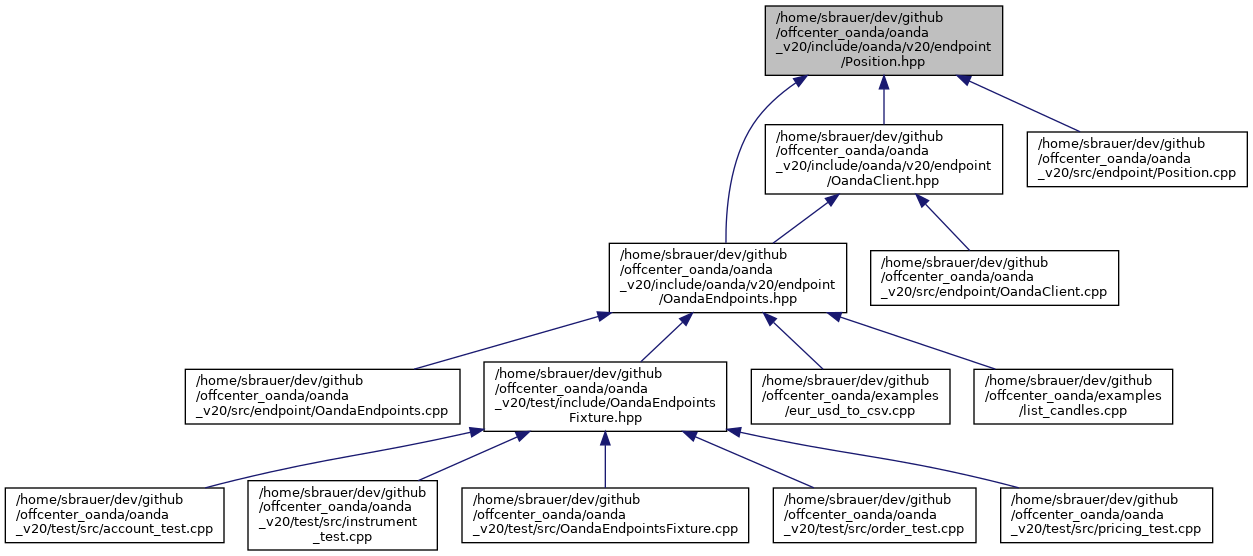 /home/sbrauer/dev/github
/offcenter_oanda/oanda
_v20/include/oanda/v20/endpoint
/Position.hpp
/home/sbrauer/dev/github
/offcenter_oanda/oanda
_v20/include/oanda/v20/endpoint
/OandaClient.hpp
/home/sbrauer/dev/github
/offcenter_oanda/oanda
_v20/src/endpoint/Position.cpp
/home/sbrauer/dev/github
/offcenter_oanda/oanda
_v20/include/oanda/v20/endpoint
/OandaEndpoints.hpp
/home/sbrauer/dev/github
/offcenter_oanda/oanda
_v20/src/endpoint/OandaClient.cpp
/home/sbrauer/dev/github
/offcenter_oanda/oanda
_v20/src/endpoint/OandaEndpoints.cpp
/home/sbrauer/dev/github
/offcenter_oanda/oanda
_v20/test/include/OandaEndpoints
Fixture.hpp
/home/sbrauer/dev/github
/offcenter_oanda/examples
/eur_usd_to_csv.cpp
/home/sbrauer/dev/github
/offcenter_oanda/examples
/list_candles.cpp
/home/sbrauer/dev/github
/offcenter_oanda/oanda
_v20/test/src/account_test.cpp
/home/sbrauer/dev/github
/offcenter_oanda/oanda
_v20/test/src/instrument
_test.cpp
/home/sbrauer/dev/github
/offcenter_oanda/oanda
_v20/test/src/OandaEndpointsFixture.cpp
/home/sbrauer/dev/github
/offcenter_oanda/oanda
_v20/test/src/order_test.cpp
/home/sbrauer/dev/github
/offcenter_oanda/oanda
_v20/test/src/pricing_test.cpp